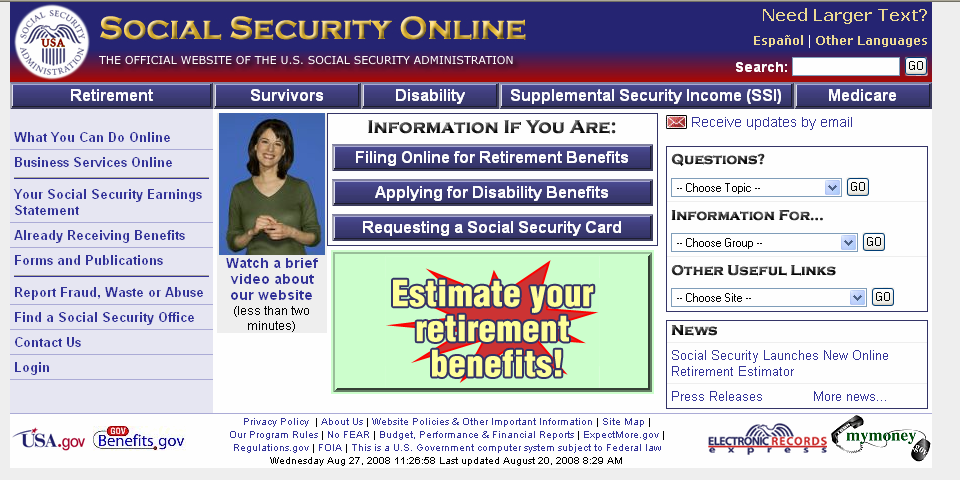 SOCIAL SECURITY ADMINISTRATION
USA
SOCIAL SECURITY ONLINE
THE OFFICIAL WEBSITE OF THE U.S. SOCIAL SECURITY ADMINISTRATION
Need Larger Text?
Español | Other Languages
Search: GO
Retirement Survivors Disability Supplemental Security Income (SSI) Medicare
What You Can Do Online
Business Services Online
Your Social Security Earnings
Statement
Already Receiving Benefits
Forms and Publications
Report Fraud, Waste or Abuse
Find a Social Security Office
Contact Us
Login
Watch a brief
video about
our website
(less than two
minutes)
INFORMATION IF YOU ARE:
Filing Online for Retirement Benefits
Applying for Disability Benefits
Requesting a Social Security Card
Estimate your
retirement
benefits!
Receive updates by email
QUESTIONS?
-- Choose Topic -- GO
INFORMATION FOR...
-- Choose Group -- GO
OTHER USEFUL LINKS
-- Choose Site -- GO
NEWS
Social Security Launches New Online
Retirement Estimator
Press Releases More news...
USA.gov
GOV
Benefits.gov
Privacy Policy | About Us | Website Policies & Other Important Information | Site Map |
Our Program Rules | No FEAR | Budget, Performance & Financial Reports | ExpectMore.gov |
Regulations.gov | FOIA | This is a U.S. Government computer system subject to Federal law
Wednesday Aug 27, 2008 11:26:58 Last updated August 20, 2008 8:29 AM
ELECTRONIC RECORDS
express
mymoney
gov